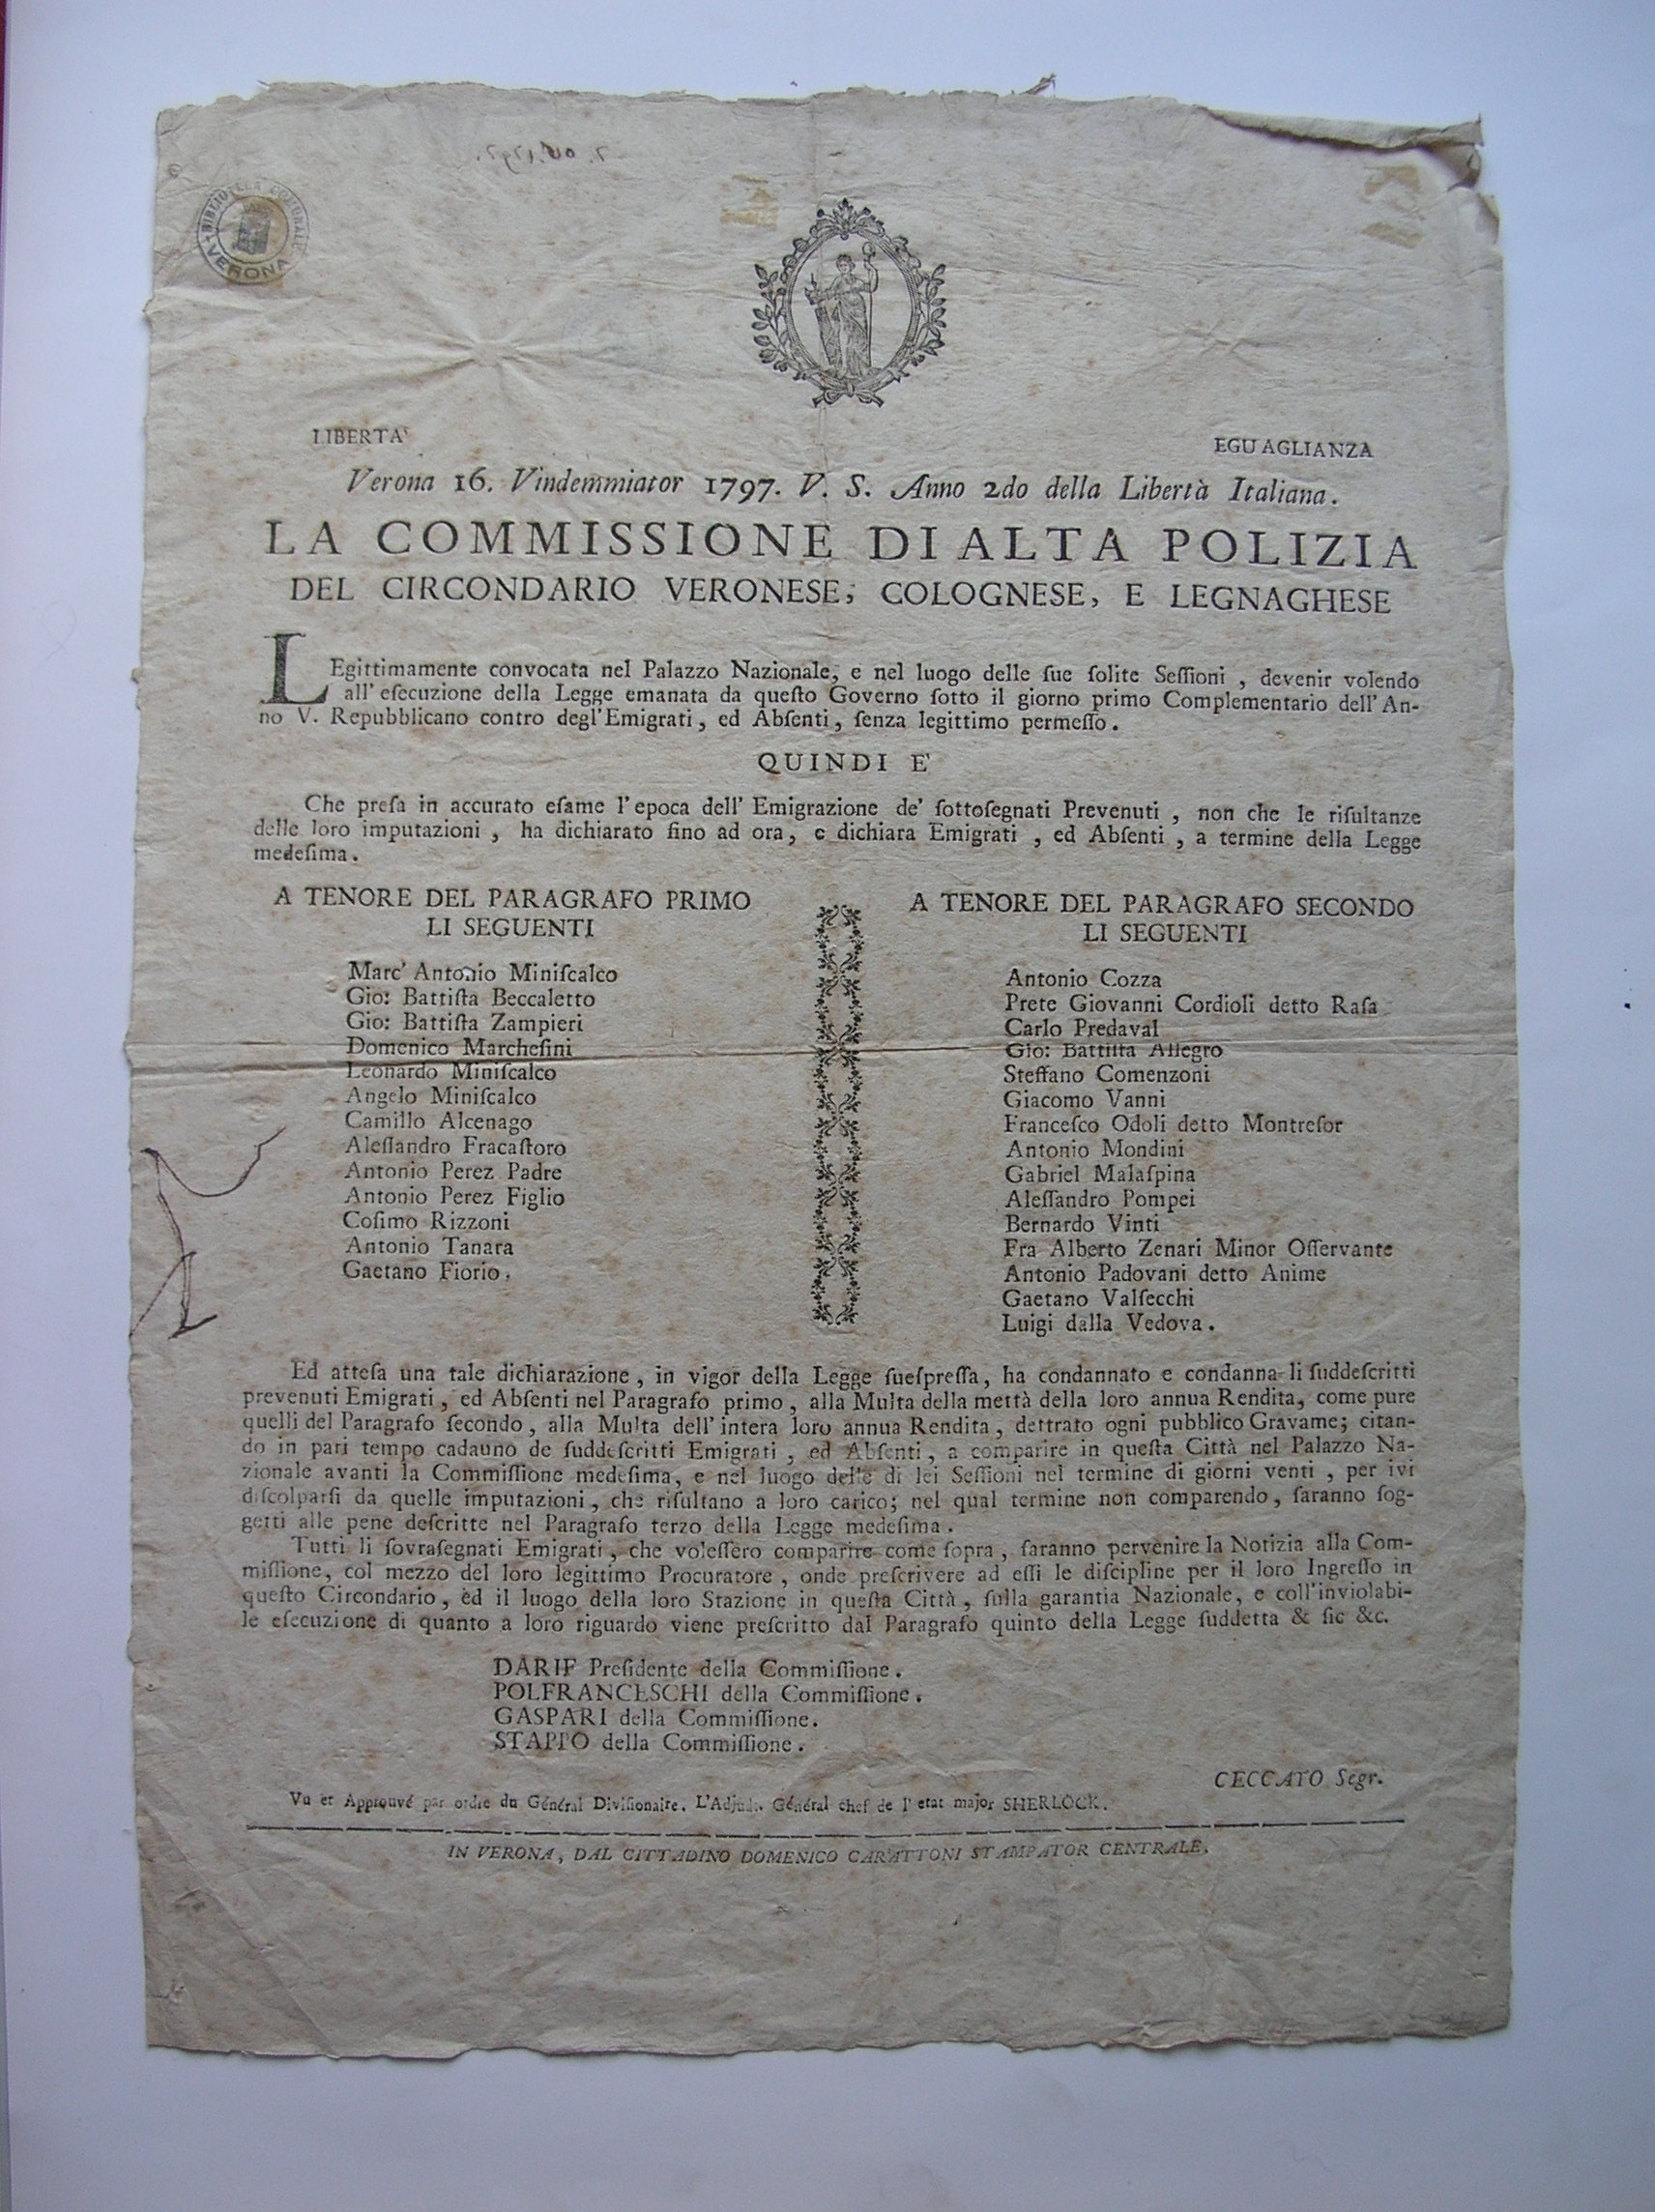 BIBLIOTECA COMUNALE
VERONA
LIBERTA'
EGUAGLIANZA
Verona 16. Vindemmiator 1797. V. S. Anno 2do della Libertà Italiana.
LA COMMISSIONE DI ALTA POLIZIA
DEL CIRCONDARIO VERONESE, COLOGNESE, E LEGNAGHESE
LEgittimamente convocata nel Palazzo Nazionale, e nel luogo delle ſue ſolite Seſſioni, devenir volendo
all'eſecuzione della Legge emanata da queſto Governo ſotto il giorno primo Complementario dell'An-
no V. Repubblicano contro degl'Emigrati, ed Abſenti, ſenza legittimo permeſſo.
QUINDI E'
Che preſa in accurato eſame l'epoca dell' Emigrazione de' ſottoſegnati Prevenuti, non che le riſultanze
delle loro imputazioni, ha dichiarato fino ad ora, e dichiara Emigrati, ed Abſenti, a termine della Legge
medeſima.
A TENORE DEL PARAGRAFO PRIMO
LI SEGUENTI
Marc' Antonio Miniſcalco
Gio: Battiſta Beccaletto
Gio: Battiſta Zampieri
Domenico Marcheſini
Leonardo Miniſcalco
Angelo Miniſcalco
Camillo Alcenago
Aleſſandro Fracaſtoro
Antonio Perez Padre
Antonio Perez Figlio
Coſimo Rizzoni
Antonio Tanara
Gaetano Fiorio.
A TENORE DEL PARAGRAFO SECONDO
LI SEGUENTI
Antonio Cozza
Prete Giovanni Cordioli detto Raſa
Carlo Predaval
Gio: Battiſta Allegro
Steffano Comenzoni
Giacomo Vanni
Franceſco Odoli detto Montreſor
Antonio Mondini
Gabriel Malaſpina
Aleſſandro Pompei
Bernardo Vinti
Fra Alberto Zenari Minor Oſſervante
Antonio Padovani detto Anime
Gaetano Valſecchi
Luigi dalla Vedova.
Ed atteſa una tale dichiarazione, in vigor della Legge ſueſpreſſa, ha condannato e condanna li ſuddeſcritti
prevenuti Emigrati, ed Abſenti nel Paragrafo primo, alla Multa della mettà della loro annua Rendita, come pure
quelli del Paragrafo ſecondo, alla Multa dell'intera loro annua Rendita, dettrato ogni pubblico Gravame; citan-
do in pari tempo cadauno de ſuddeſcritti Emigrati, ed Abſenti, a comparire in queſta Città nel Palazzo Na-
zionale avanti la Commiſſione medeſima, e nel luogo delle di lei Seſſioni nel termine di giorni venti, per ivi
diſcolparſi da quelle imputazioni, che riſultano a loro carico; nel qual termine non comparendo, ſaranno ſog-
getti alle pene deſcritte nel Paragrafo terzo della Legge medeſima.
Tutti li ſovraſegnati Emigrati, che voleſſero comparire come ſopra, faranno pervenire la Notizia alla Com-
miſſione, col mezzo del loro legittimo Procuratore, onde preſcrivere ad eſſi le diſcipline per il loro Ingreſſo in
queſto Circondario, ed il luogo della loro Stazione in queſta Città, ſulla garantia Nazionale, e coll'inviolabi-
le eſecuzione di quanto a loro riguardo viene preſcritto dal Paragrafo quinto della Legge ſuddetta & ſic &c.
DARIF Preſidente della Commiſſione.
POLFRANCESCHI della Commiſſione.
GASPARI della Commiſſione.
della Commiſſione.
CECCATO Segr.
Vu et Approuvé par ordre du Général Diviſionaire. L'Adjud. Général chef de l'etat major SHERLOCK.
IN VERONA, DAL CITTADINO DOMENICO CARATTONI STAMPATOR CENTRALE.